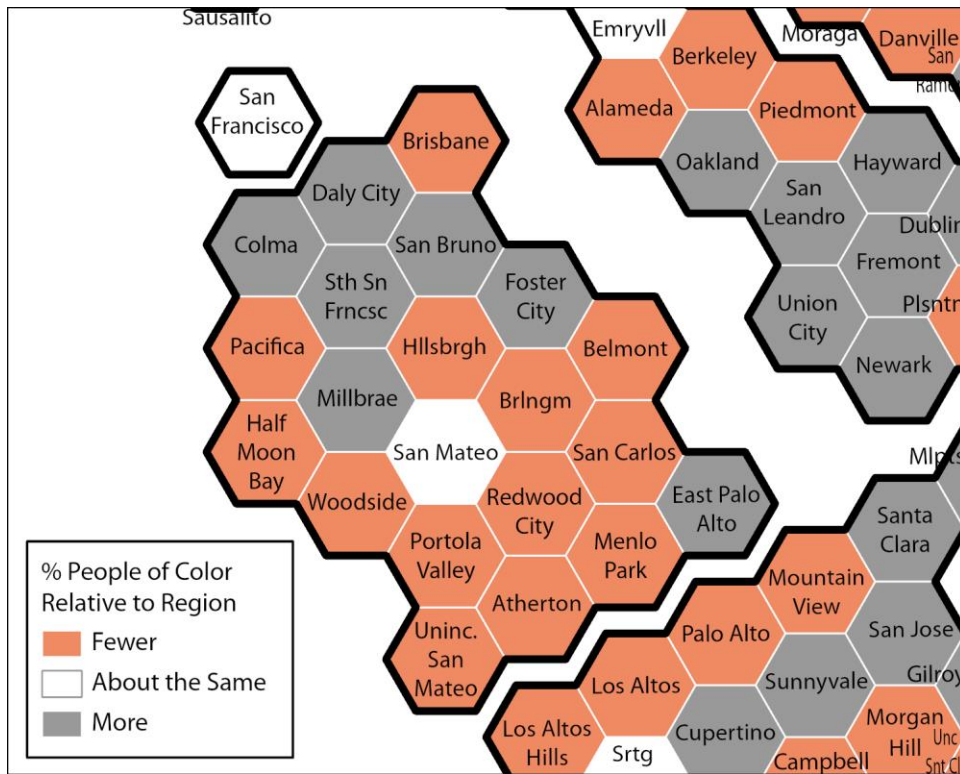 Sausalito
San
Francisco
Brisbane
Daly City
Colma
San Bruno
Sth Sn
Frncsc
Foster
City
Pacifica
Hllsbrgh
Belmont
Millbrae
Brlngm
Half
Moon
Bay
San Mateo
San Carlos
Woodside
Redwood
City
East Palo
Alto
Portola
Valley
Menlo
Park
Atherton
Uninc.
San
Mateo
Emryvll
Moraga
Danville
San
Berkeley
Alameda
Piedmont
Oakland
Hayward
San
Leandro
Dublin
Fremont
Union
City
Plsntn
Newark
Mlpts
Santa
Clara
Mountain
View
Palo Alto
San Jose
Los Altos
Sunnyvale
Gilroy
Los Altos
Hills
Srtg
Cupertino
Campbell
Morgan
Hill
Unc
% People of Color
Relative to Region
Fewer
About the Same
More